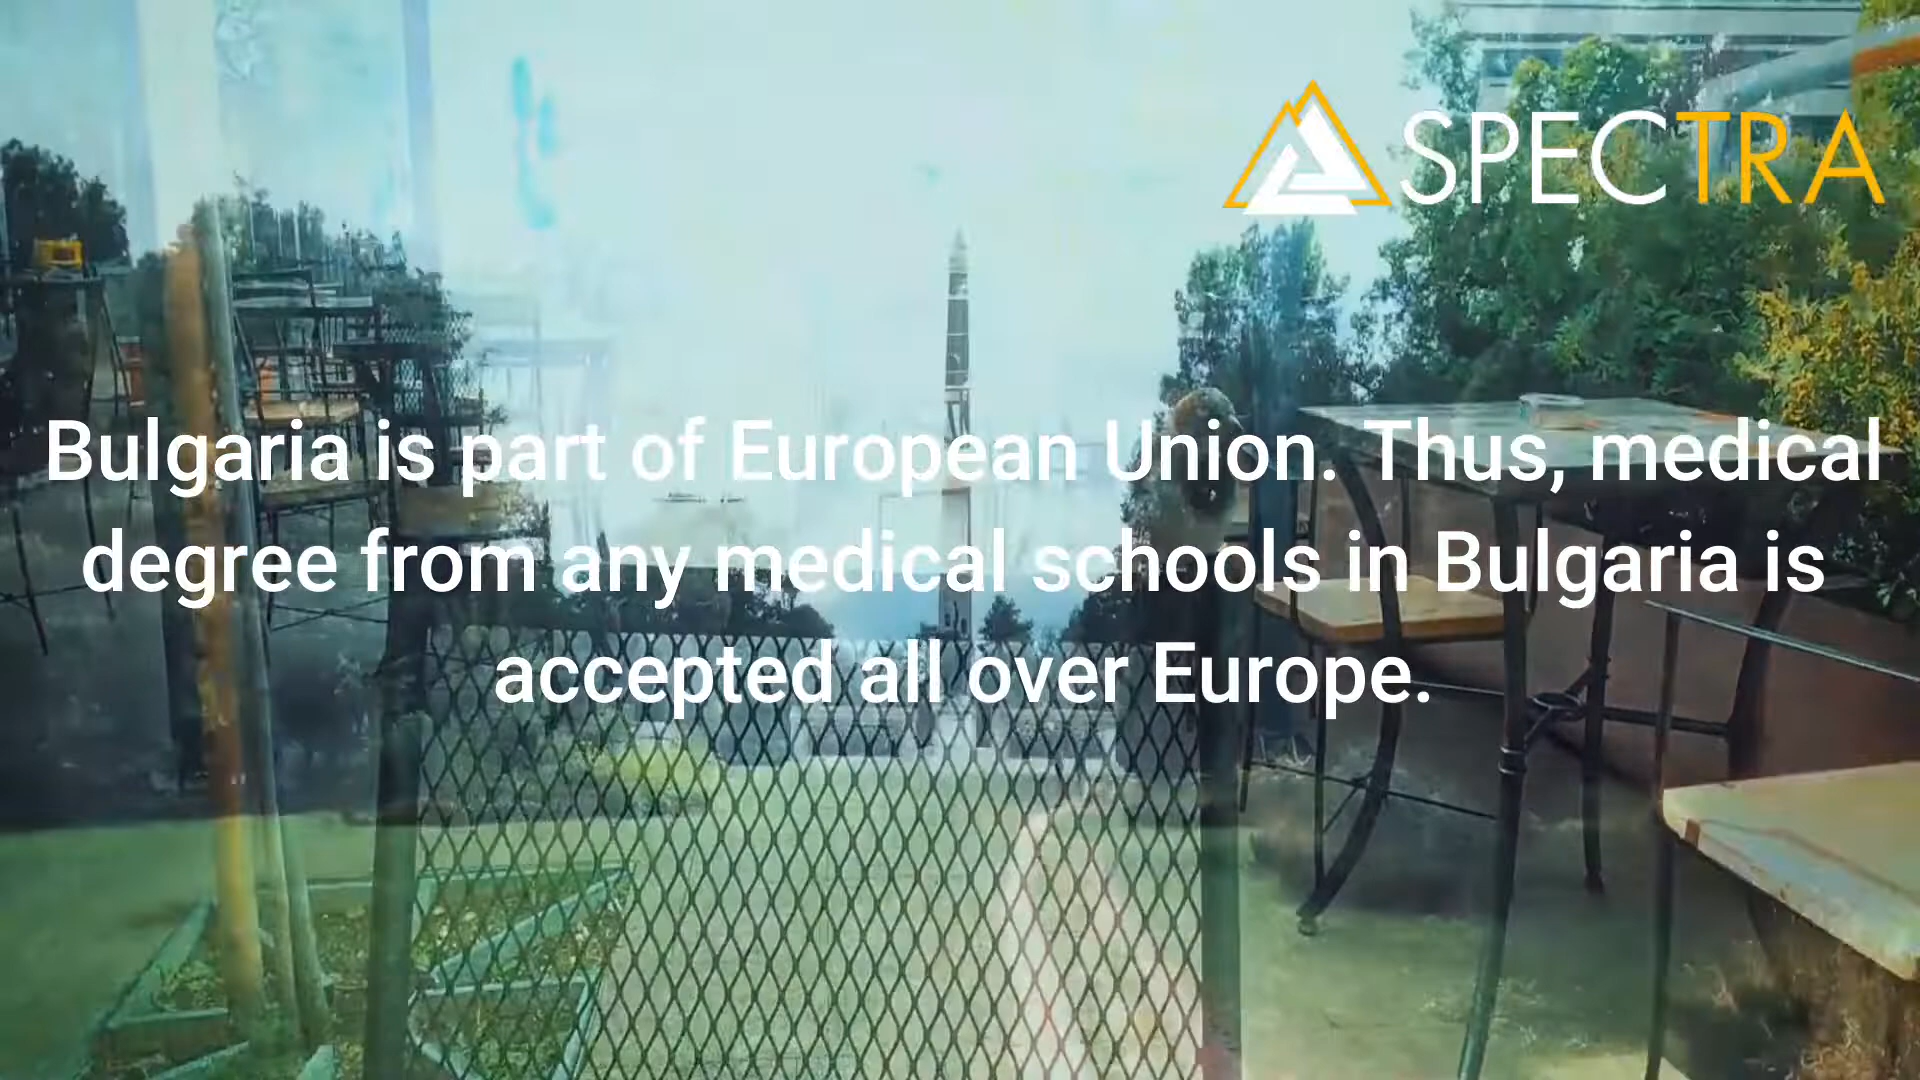 SPECTRA
Bulgaria is part of European Union. Thus, medical
degree from any medical schools in Bulgaria is
accepted all over Europe.